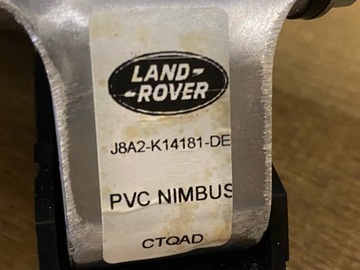 LAND-
-ROVER
J8A2-K14181-DE
PVC NIMBUS
CTQAD